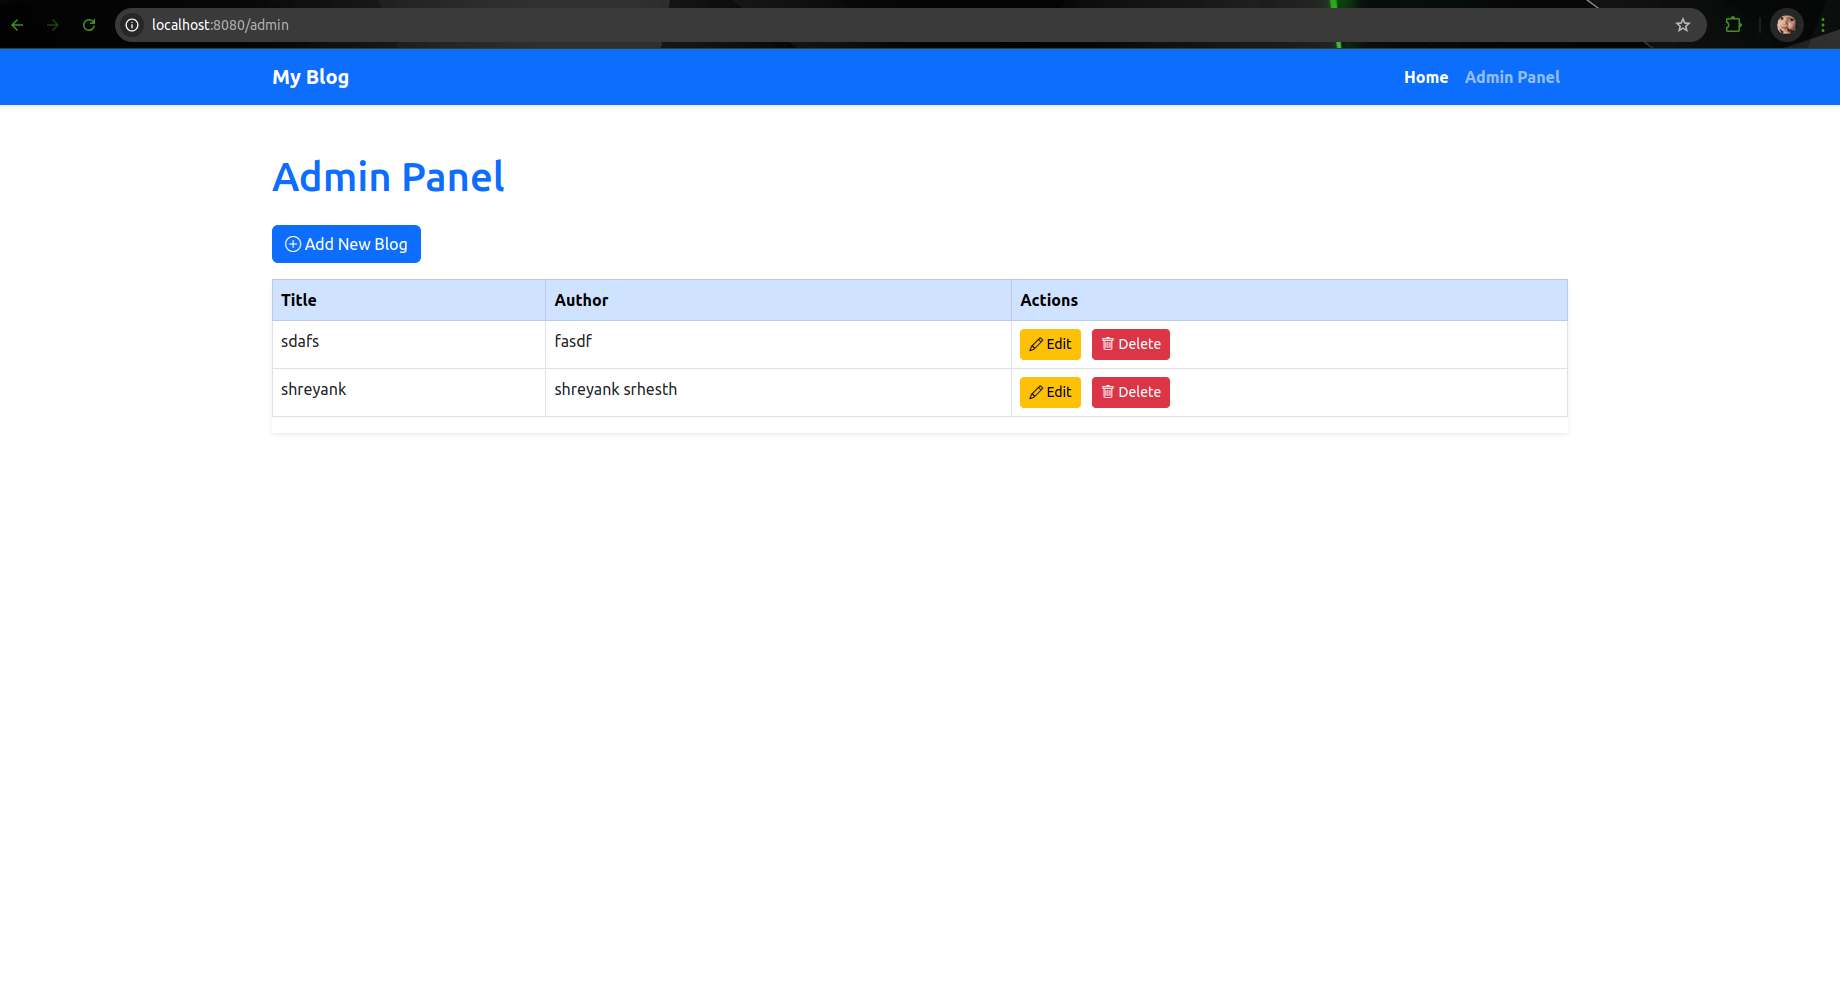 localhost:8080/admin
My Blog Home Admin Panel
Admin Panel
Add New Blog
Title Author Actions
sdafs fasdf Edit Delete
shreyank shreyank srhesth Edit Delete